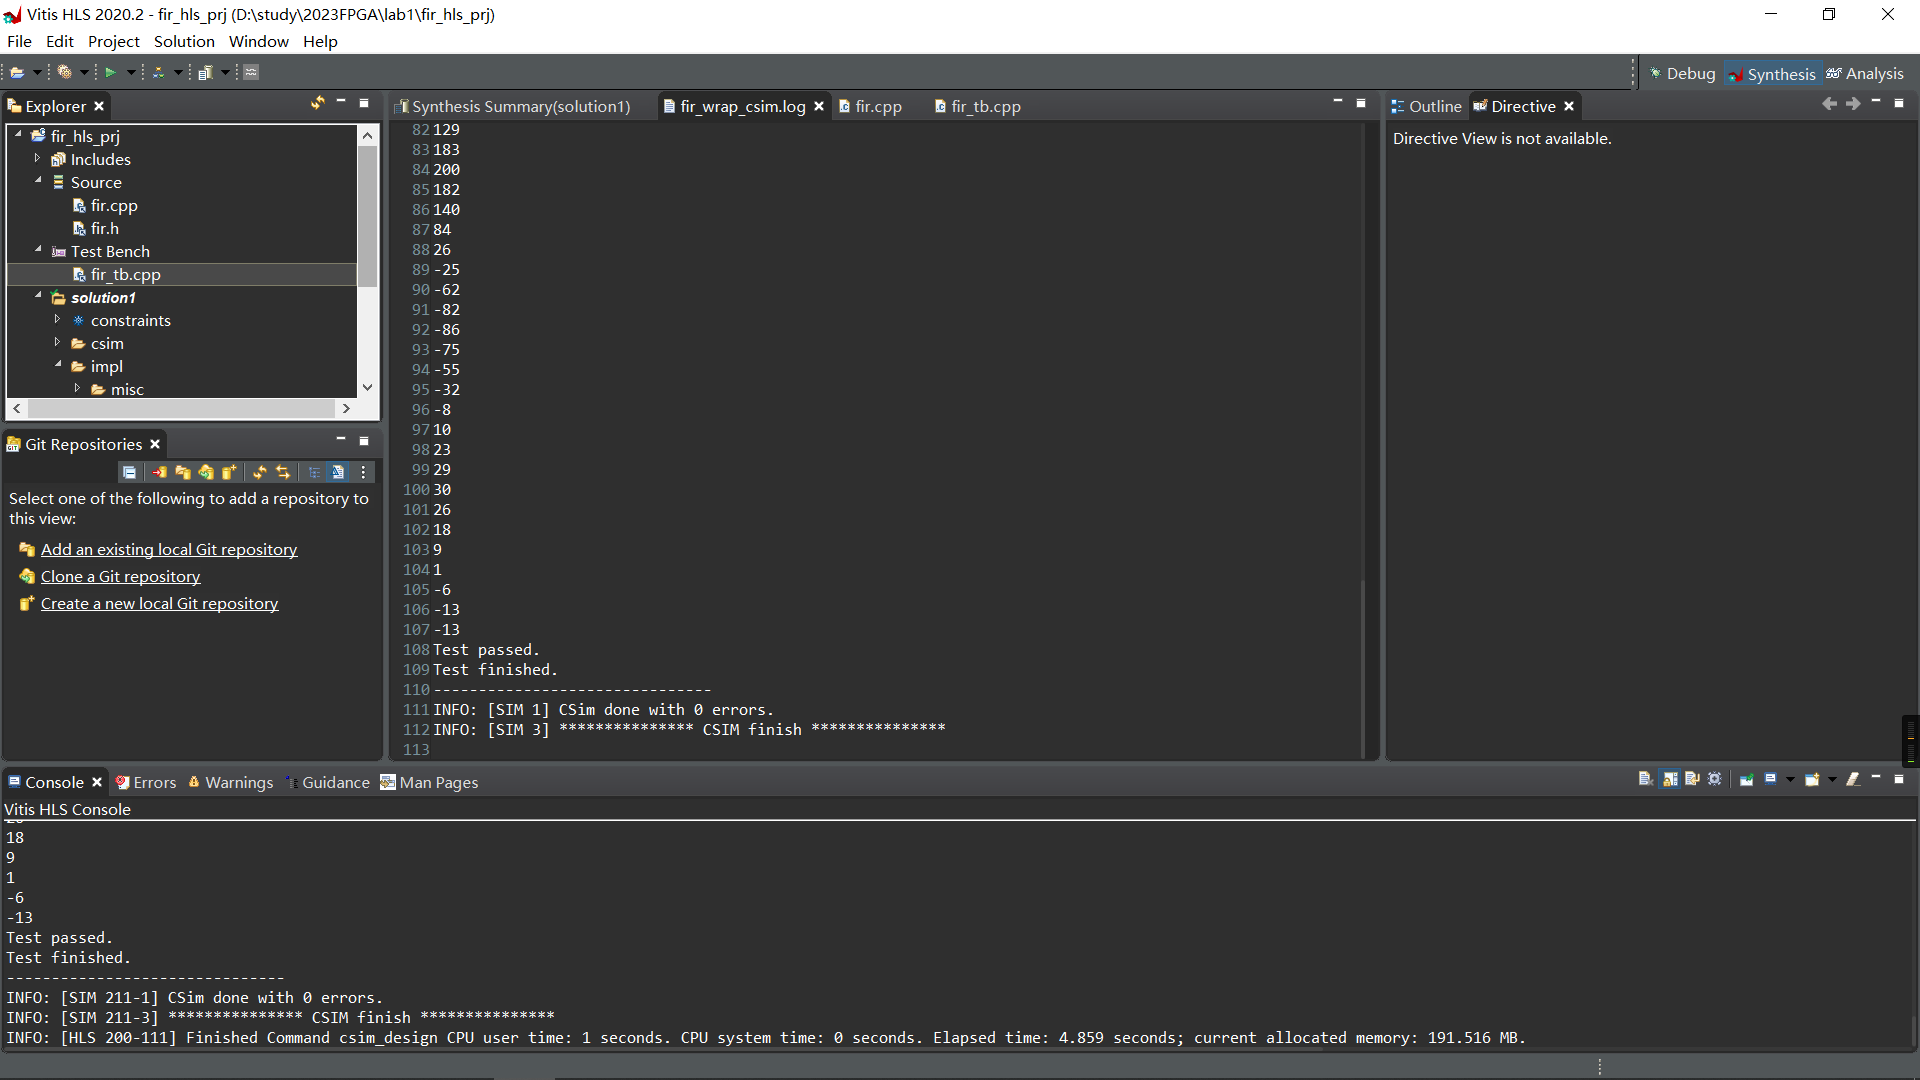 Vitis HLS 2020.2 - fir_hls_prj (D:\study\2023FPGA\lab1\fir_hls_prj)
File Edit Project Solution Window Help
Debug Synthesis Analysis
Explorer
fir_hls_prj
Includes
Source
fir.cpp
fir.h
Test Bench
fir_tb.cpp
solution1
constraints
csim
impl
misc
Git Repositories
Select one of the following to add a repository to
this view:
Add an existing local Git repository
Clone a Git repository
Create a new local Git repository
Synthesis Summary(solution1) fir_wrap_csim.log fir.cpp fir_tb.cpp
82 129
83 183
84 200
85 182
86 140
87 84
88 26
89 -25
90 -62
91 -82
92 -86
93 -75
94 -55
95 -32
96 -8
97 10
98 23
99 29
100 30
101 26
102 18
103 9
104 1
105 -6
106 -13
107 -13
108 Test passed.
109 Test finished.
110 -------------------------------
111 INFO: [SIM 1] CSim done with 0 errors.
112 INFO: [SIM 3] *************** CSIM finish ***************
113
Outline Directive
Directive View is not available.
Console Errors Warnings Guidance Man Pages
Vitis HLS Console
18
9
1
-6
-13
Test passed.
Test finished.
-------------------------------
INFO: [SIM 211-1] CSim done with 0 errors.
INFO: [SIM 211-3] *************** CSIM finish ***************
INFO: [HLS 200-111] Finished Command csim_design CPU user time: 1 seconds. CPU system time: 0 seconds. Elapsed time: 4.859 seconds; current allocated memory: 191.516 MB.